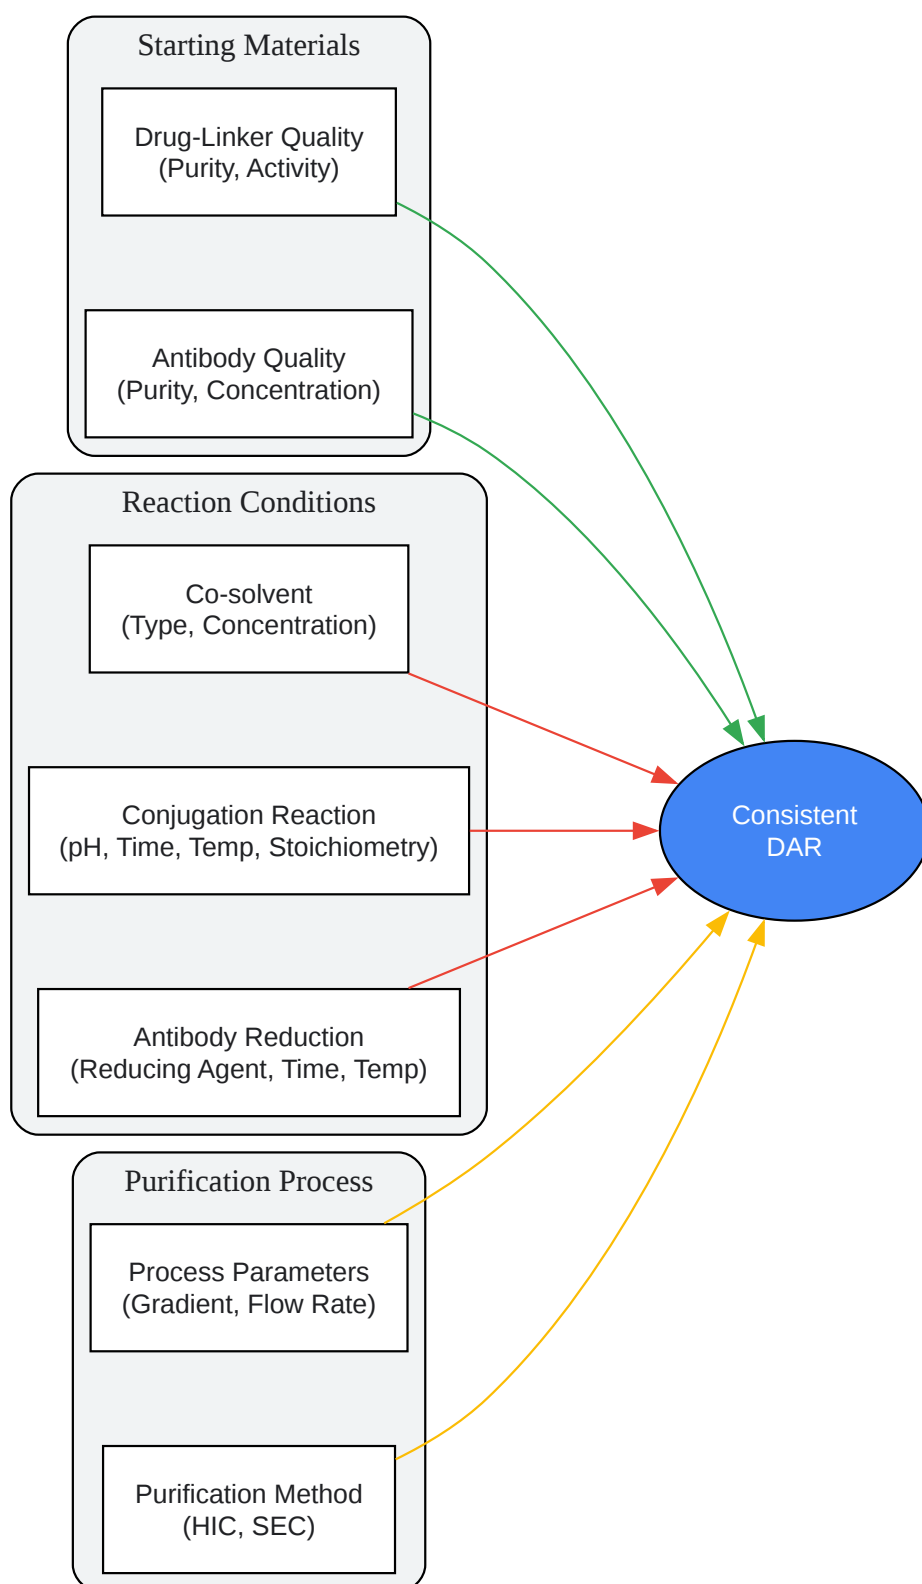 Starting Materials
Drug-Linker Quality
(Purity, Activity)
Antibody Quality
(Purity, Concentration)
Reaction Conditions
Co-solvent
(Type, Concentration)
Conjugation Reaction
(pH, Time, Temp, Stoichiometry)
Antibody Reduction
(Reducing Agent, Time, Temp)
Purification Process
Process Parameters
(Gradient, Flow Rate)
Purification Method
(HIC, SEC)
Consistent
DAR